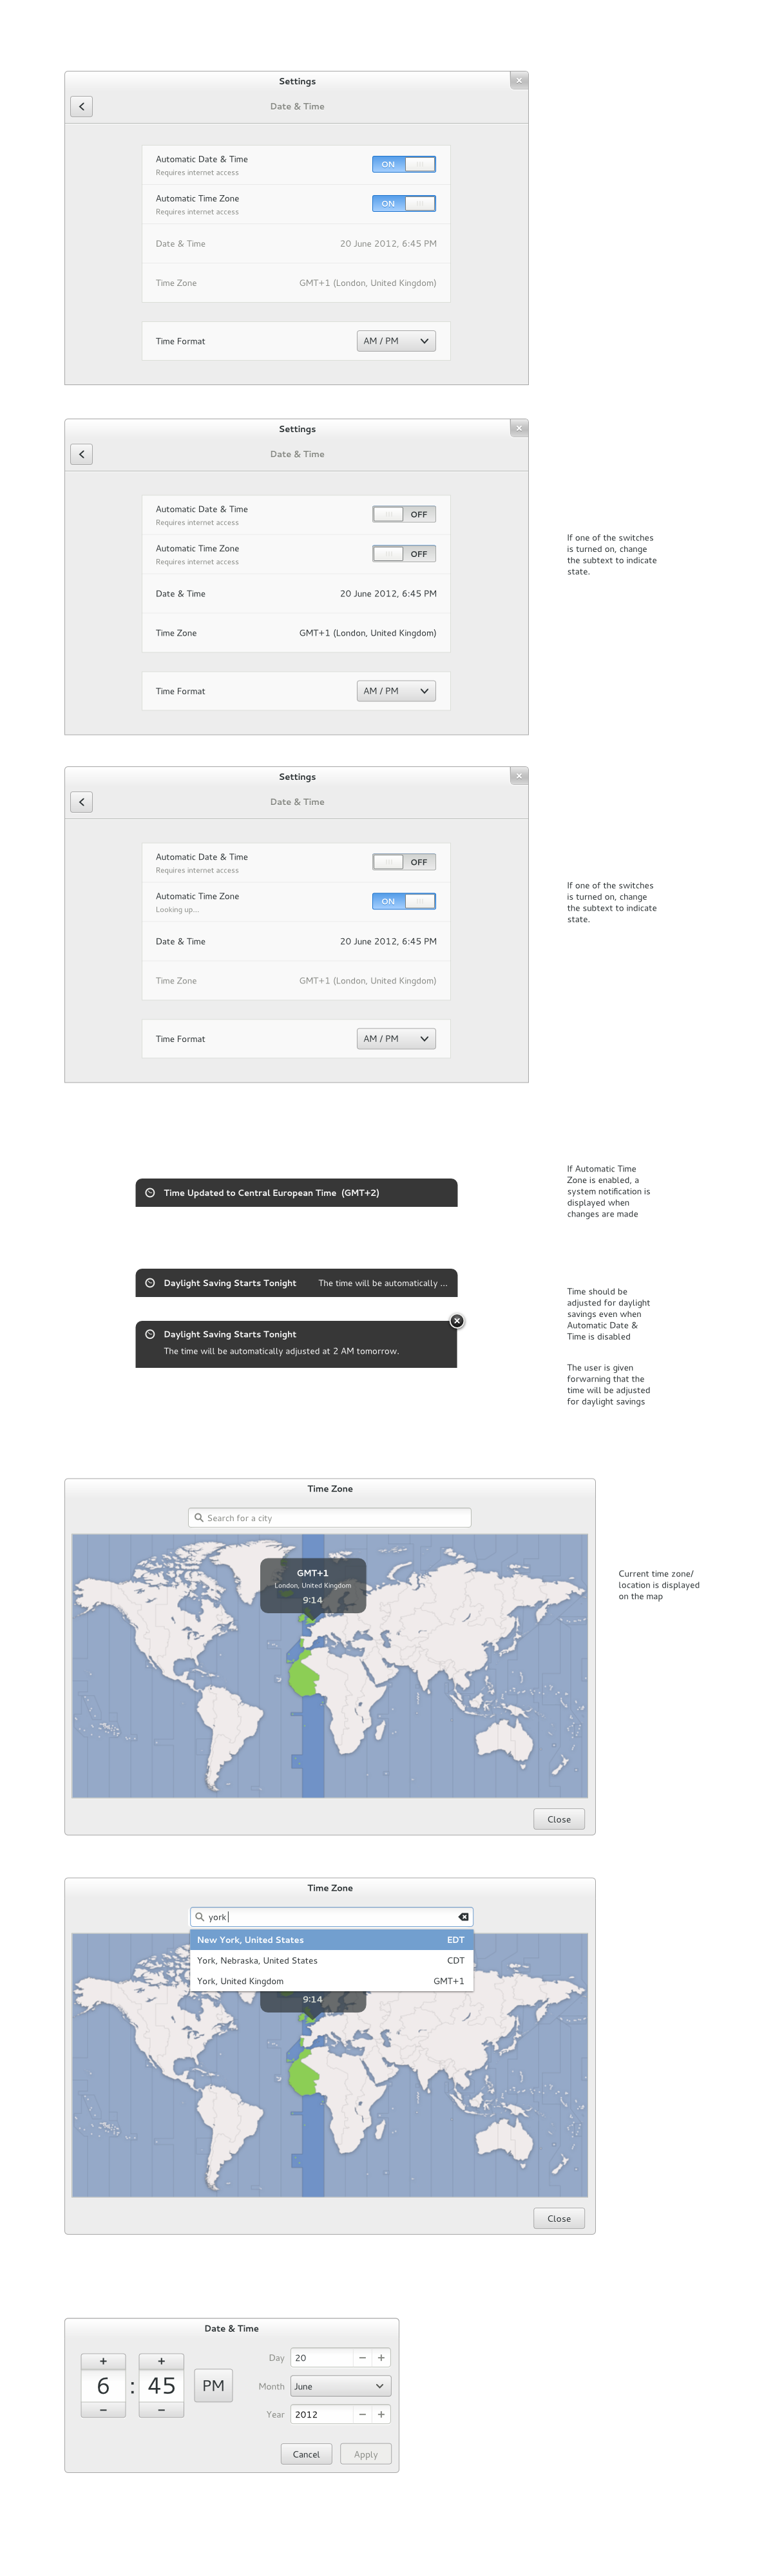 Settings
Date & Time
Automatic Date & Time
Requires internet access
ON
Automatic Time Zone
Requires internet access
ON
Date & Time 20 June 2012, 6:45 PM
Time Zone GMT+1 (London, United Kingdom)
Time Format AM / PM
Settings
Date & Time
Automatic Date & Time
Requires internet access
OFF
Automatic Time Zone
Requires internet access
OFF
Date & Time 20 June 2012, 6:45 PM
Time Zone GMT+1 (London, United Kingdom)
Time Format AM / PM
If one of the switches
is turned on, change
the subtext to indicate
state.
Settings
Date & Time
Automatic Date & Time
Requires internet access
OFF
Automatic Time Zone
Looking up...
ON
Date & Time 20 June 2012, 6:45 PM
Time Zone GMT+1 (London, United Kingdom)
Time Format AM / PM
If one of the switches
is turned on, change
the subtext to indicate
state.
Time Updated to Central European Time (GMT+2)
If Automatic Time
Zone is enabled, a
system notification is
displayed when
changes are made
Daylight Saving Starts Tonight The time will be automatically ...
Daylight Saving Starts Tonight
The time will be automatically adjusted at 2 AM tomorrow.
Time should be
adjusted for daylight
savings even when
Automatic Date &
Time is disabled
The user is given
forwarning that the
time will be adjusted
for daylight savings
Time Zone
Search for a city
GMT+1
London, United Kingdom
9:14
Close
Current time zone/
location is displayed
on the map
Time Zone
york
New York, United States EDT
York, Nebraska, United States CDT
York, United Kingdom GMT+1
9:14
Close
Date & Time
+ +
6 : 45 PM
− −
Day 20 − +
Month June
Year 2012 − +
Cancel Apply